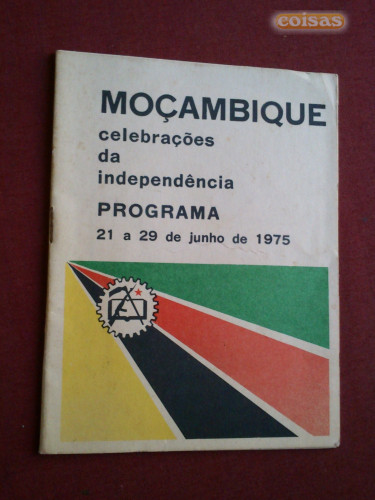 coisas
MOÇAMBIQUE
celebrações
da
independência
PROGRAMA
21 a 29 de junho de 1975